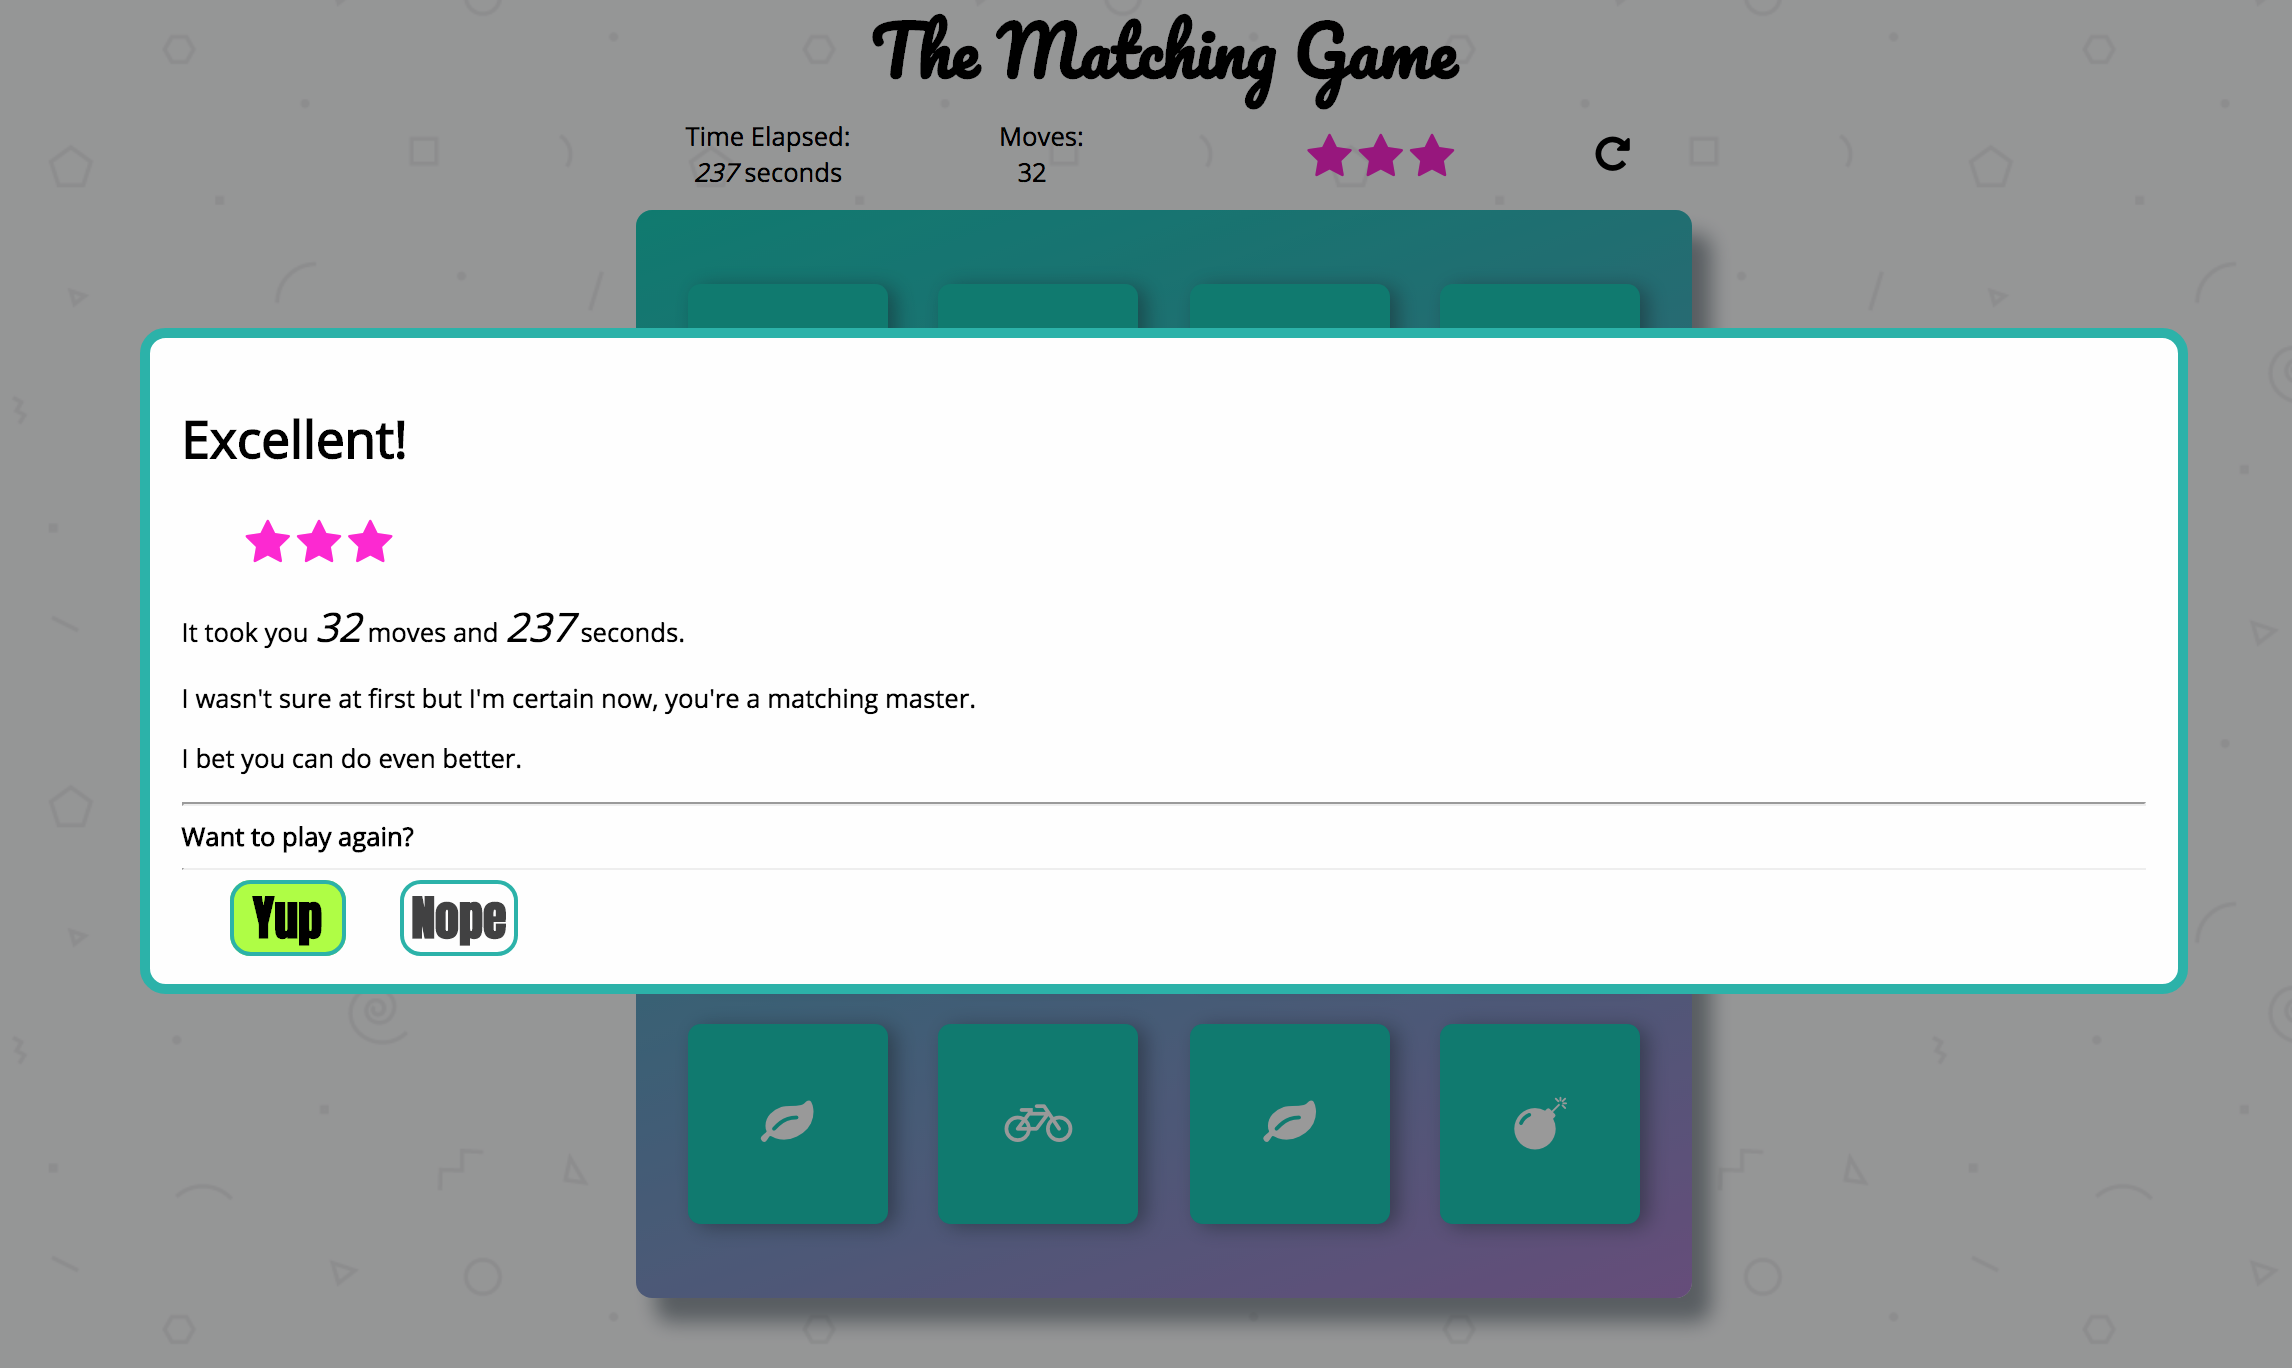 The Matching Game
Time Elapsed:
237 seconds
Moves:
32
Excellent!
It took you 32 moves and 237 seconds.
I wasn't sure at first but I'm certain now, you're a matching master.
I bet you can do even better.
Want to play again?
Yup
Nope